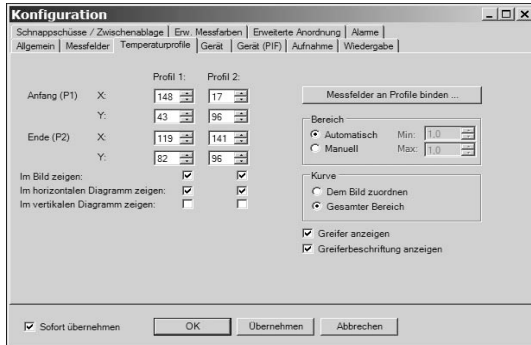 Konfiguration
Schnappschüsse / Zwischenablage Erw. Messfarben Erweiterte Anordnung Alarme
Allgemein Messfelder Temperaturprofile Gerät Gerät (PIF) Aufnahme Wiedergabe
Profil 1: Profil 2:
Anfang (P1) X: 148 17
Y: 43 96
Ende (P2) X: 119 141
Y: 82 96
Im Bild zeigen:
Im horizontalen Diagramm zeigen:
Im vertikalen Diagramm zeigen:
Messfelder an Profile binden ...
Bereich
Automatisch Min: 1.0
Manuell Max: 1.0
Kurve
Dem Bild zuordnen
Gesamter Bereich
Greifer anzeigen
Greiferbeschriftung anzeigen
Sofort übernehmen OK Übernehmen Abbrechen